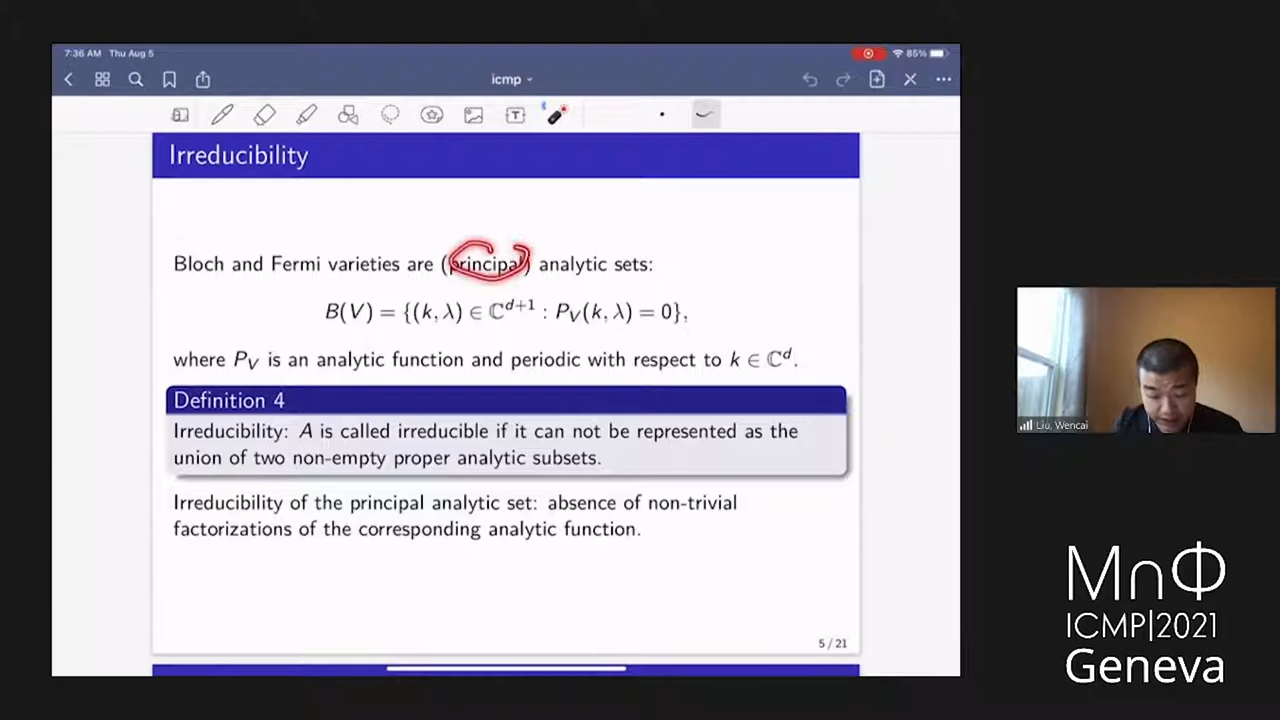 7:36 AM Thu Aug 5
85%
icmp
T
Irreducibility
Bloch and Fermi varieties are (principal) analytic sets:
B(V) = {(k, λ) ∈ ℂ^{d+1} : P_V(k, λ) = 0},
where P_V is an analytic function and periodic with respect to k ∈ ℂ^d.
Definition 4
Irreducibility: A is called irreducible if it can not be represented as the
union of two non-empty proper analytic subsets.
Irreducibility of the principal analytic set: absence of non-trivial
factorizations of the corresponding analytic function.
5 / 21
Liu, Wencai
M∩Φ
ICMP|2021
Geneva